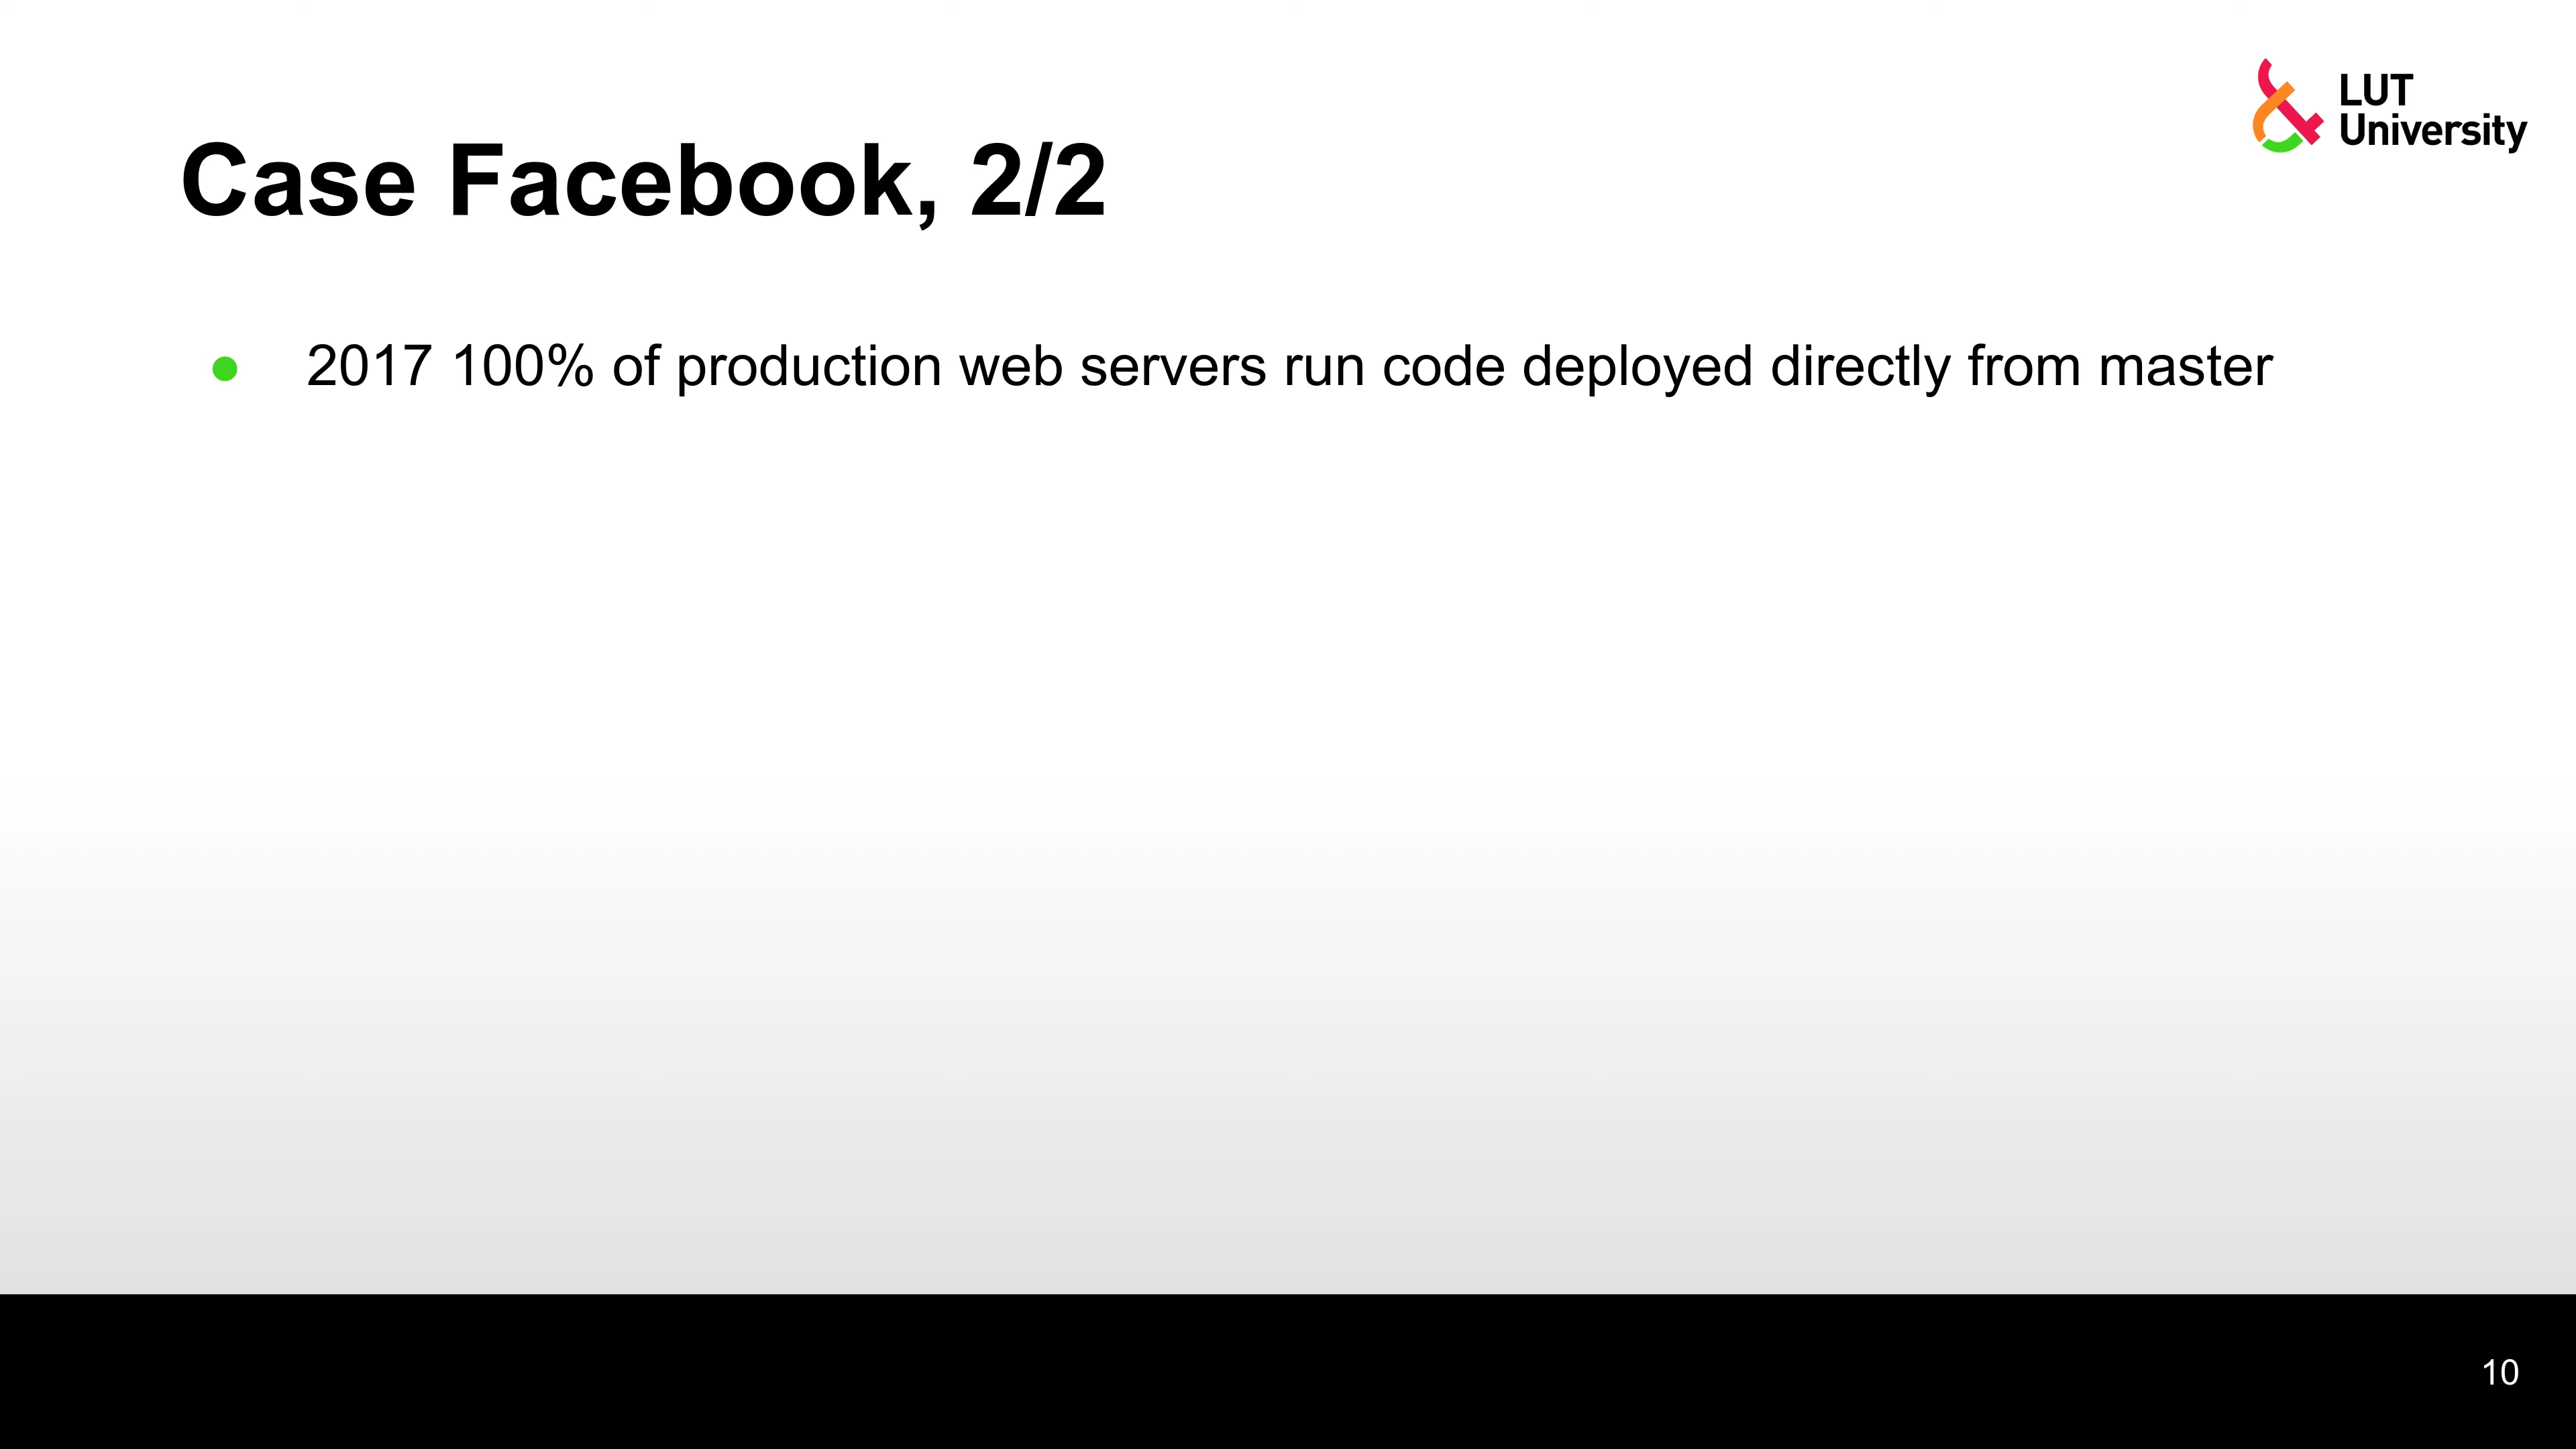 LUT
University
Case Facebook, 2/2
● 2017 100% of production web servers run code deployed directly from master
10